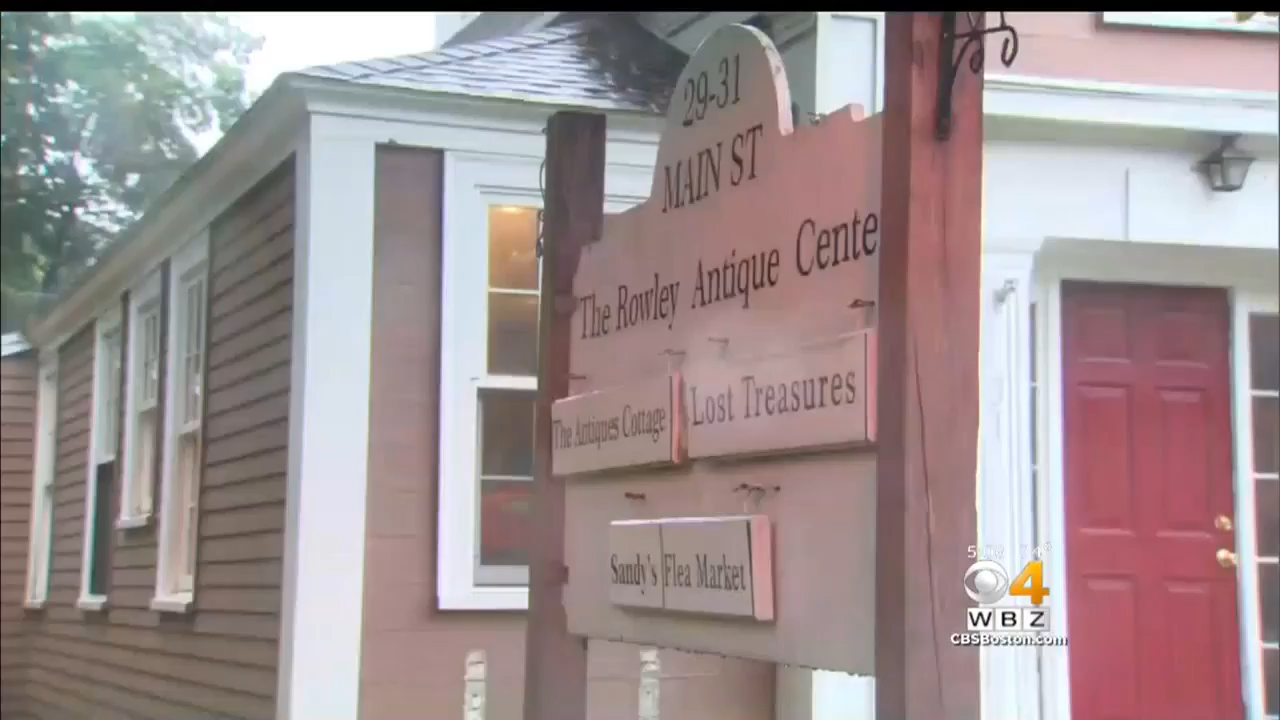 29-31
MAIN ST
The Rowley Antique Cente
The Antiques Cottage
Lost Treasures
Sandy's Flea Market
4
WBZ
CBSBoston.com